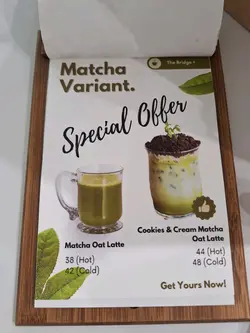 The Bridge +
Matcha
Variant.
Special Offer
Matcha Oat Latte
38 (Hot)
42 (Cold)
Cookies & Cream Matcha
Oat Latte
44 (Hot)
48 (Cold)
Get Yours Now!